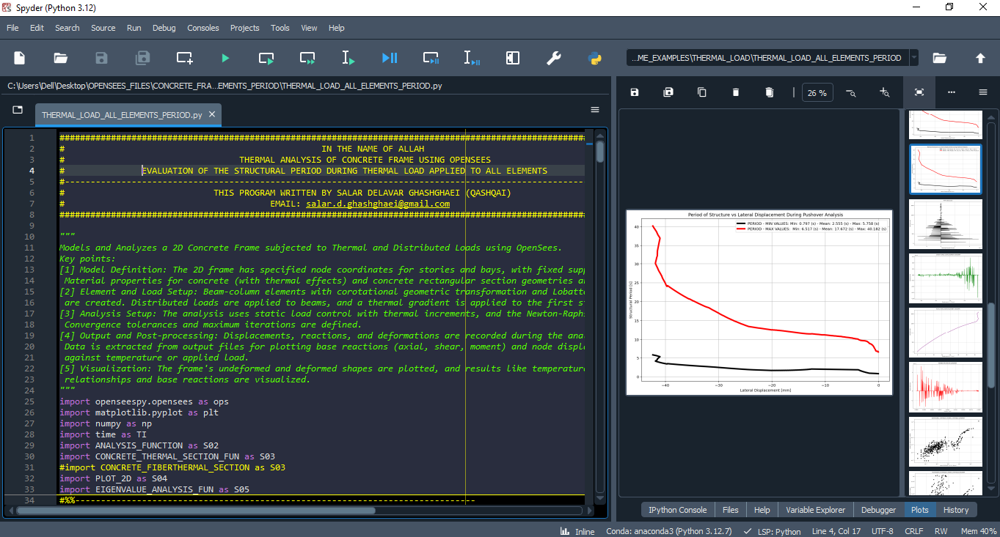 Spyder (Python 3.12)
File Edit Search Source Run Debug Consoles Projects Tools View Help
...ME_EXAMPLES\THERMAL_LOAD\THERMAL_LOAD_ALL_ELEMENTS_PERIOD
C:\Users\Dell\Desktop\OPENSEES_FILES\CONCRETE_FRA...EMENTS_PERIOD\THERMAL_LOAD_ALL_ELEMENTS_PERIOD.py
26 %
THERMAL_LOAD_ALL_ELEMENTS_PERIOD.py
1 ########################################################################################################
2 # IN THE NAME OF ALLAH
3 # THERMAL ANALYSIS OF CONCRETE FRAME USING OPENSEES
4 # EVALUATION OF THE STRUCTURAL PERIOD DURING THERMAL LOAD APPLIED TO ALL ELEMENTS
5 #-------------------------------------------------------------------------------------------------------
6 # THIS PROGRAM WRITTEN BY SALAR DELAVAR GHASHGHAEI (QASHQAI)
7 # EMAIL: salar.d.ghashghaei@gmail.com
8 ########################################################################################################
9
10 """
11 Models and Analyzes a 2D Concrete Frame subjected to Thermal and Distributed Loads using OpenSees.
12 Key points:
13 [1] Model Definition: The 2D frame has specified node coordinates for stories and bays, with fixed supp
14 Material properties for concrete (with thermal effects) and concrete rectangular section geometries a
15 [2] Element and Load Setup: Beam-column elements with corotational geometric transformation and Lobatto
16 are created. Distributed loads are applied to beams, and a thermal gradient is applied to the first s
17 [3] Analysis Setup: The analysis uses static load control with thermal increments, and the Newton-Raphs
18 Convergence tolerances and maximum iterations are defined.
19 [4] Output and Post-processing: Displacements, reactions, and deformations are recorded during the ana
20 Data is extracted from output files for plotting base reactions (axial, shear, moment) and node displ
21 against temperature or applied load.
22 [5] Visualization: The frame's undeformed and deformed shapes are plotted, and results like temperature
23 relationships and base reactions are visualized.
24 """
25 import openseespy.opensees as ops
26 import matplotlib.pyplot as plt
27 import numpy as np
28 import time as TI
29 import ANALYSIS_FUNCTION as S02
30 import CONCRETE_THERMAL_SECTION_FUN as S03
31 #import CONCRETE_FIBERTHERMAL_SECTION as S03
32 import PLOT_2D as S04
33 import EIGENVALUE_ANALYSIS_FUN as S05
34 #%%------------------------------------------------------------------------------
Period of Structure vs Lateral Displacement During Pushover Analysis
PERIOD - MIN VALUES: Min: 0.797 (s) - Mean: 2.555 (s) - Max: 5.758 (s)
PERIOD - MAX VALUES: Min: 6.517 (s) - Mean: 17.672 (s) - Max: 40.182 (s)
Structural Period [s]
40
35
30
25
20
15
10
5
0
−40 −30 −20 −10 0
Lateral Displacement [mm]
IPython Console Files Help Variable Explorer Debugger Plots History
Inline Conda: anaconda3 (Python 3.12.7) LSP: Python Line 4, Col 17 UTF-8 CRLF RW Mem 40%